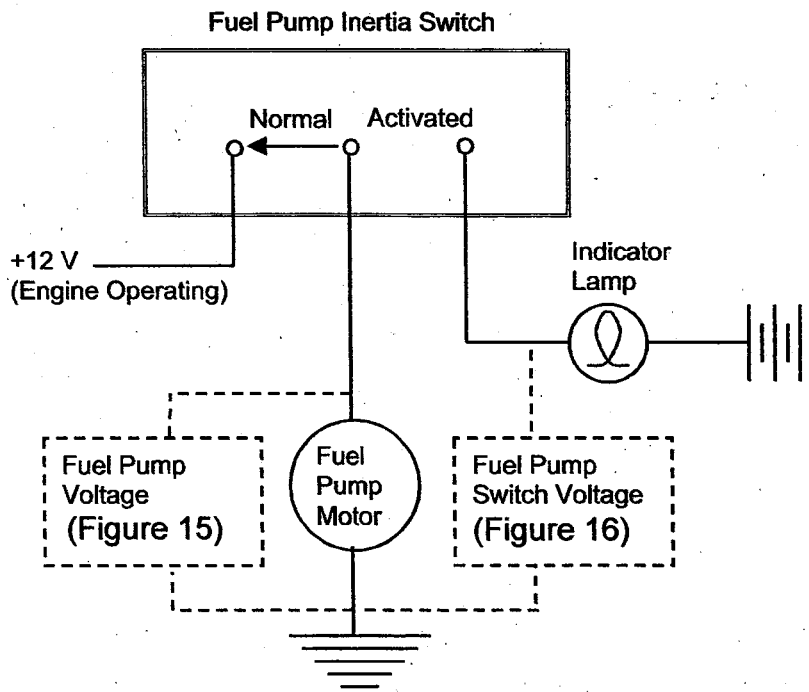 Fuel Pump Inertia Switch
Normal Activated
+12 V
(Engine Operating)
Indicator
Lamp
Fuel Pump
Voltage
(Figure 15)
Fuel
Pump
Motor
Fuel Pump
Switch Voltage
(Figure 16)